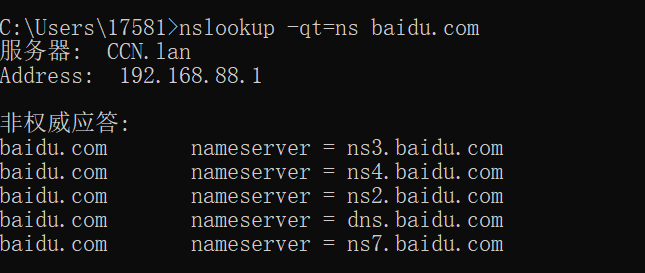 C:\Users\17581>nslookup -qt=ns baidu.com
服务器:  CCN.lan
Address:  192.168.88.1

非权威应答:
baidu.com       nameserver = ns3.baidu.com
baidu.com       nameserver = ns4.baidu.com
baidu.com       nameserver = ns2.baidu.com
baidu.com       nameserver = dns.baidu.com
baidu.com       nameserver = ns7.baidu.com